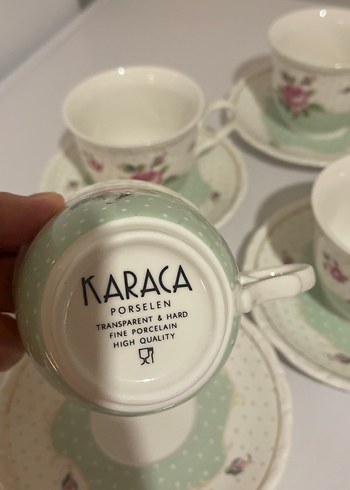 KARACA
PORSELEN
TRANSPARENT & HARD
FINE PORCELAIN
HIGH QUALITY